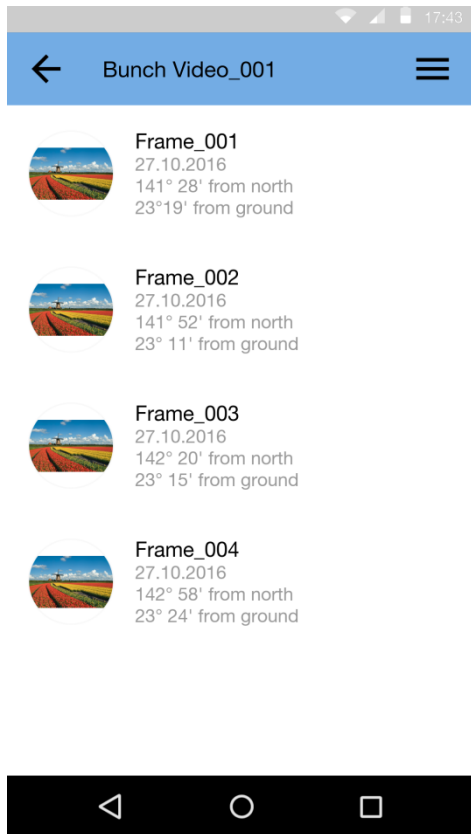 17:43
Bunch Video_001
Frame_001
27.10.2016
141° 28' from north
23°19' from ground
Frame_002
27.10.2016
141° 52' from north
23° 11' from ground
Frame_003
27.10.2016
142° 20' from north
23° 15' from ground
Frame_004
27.10.2016
142° 58' from north
23° 24' from ground